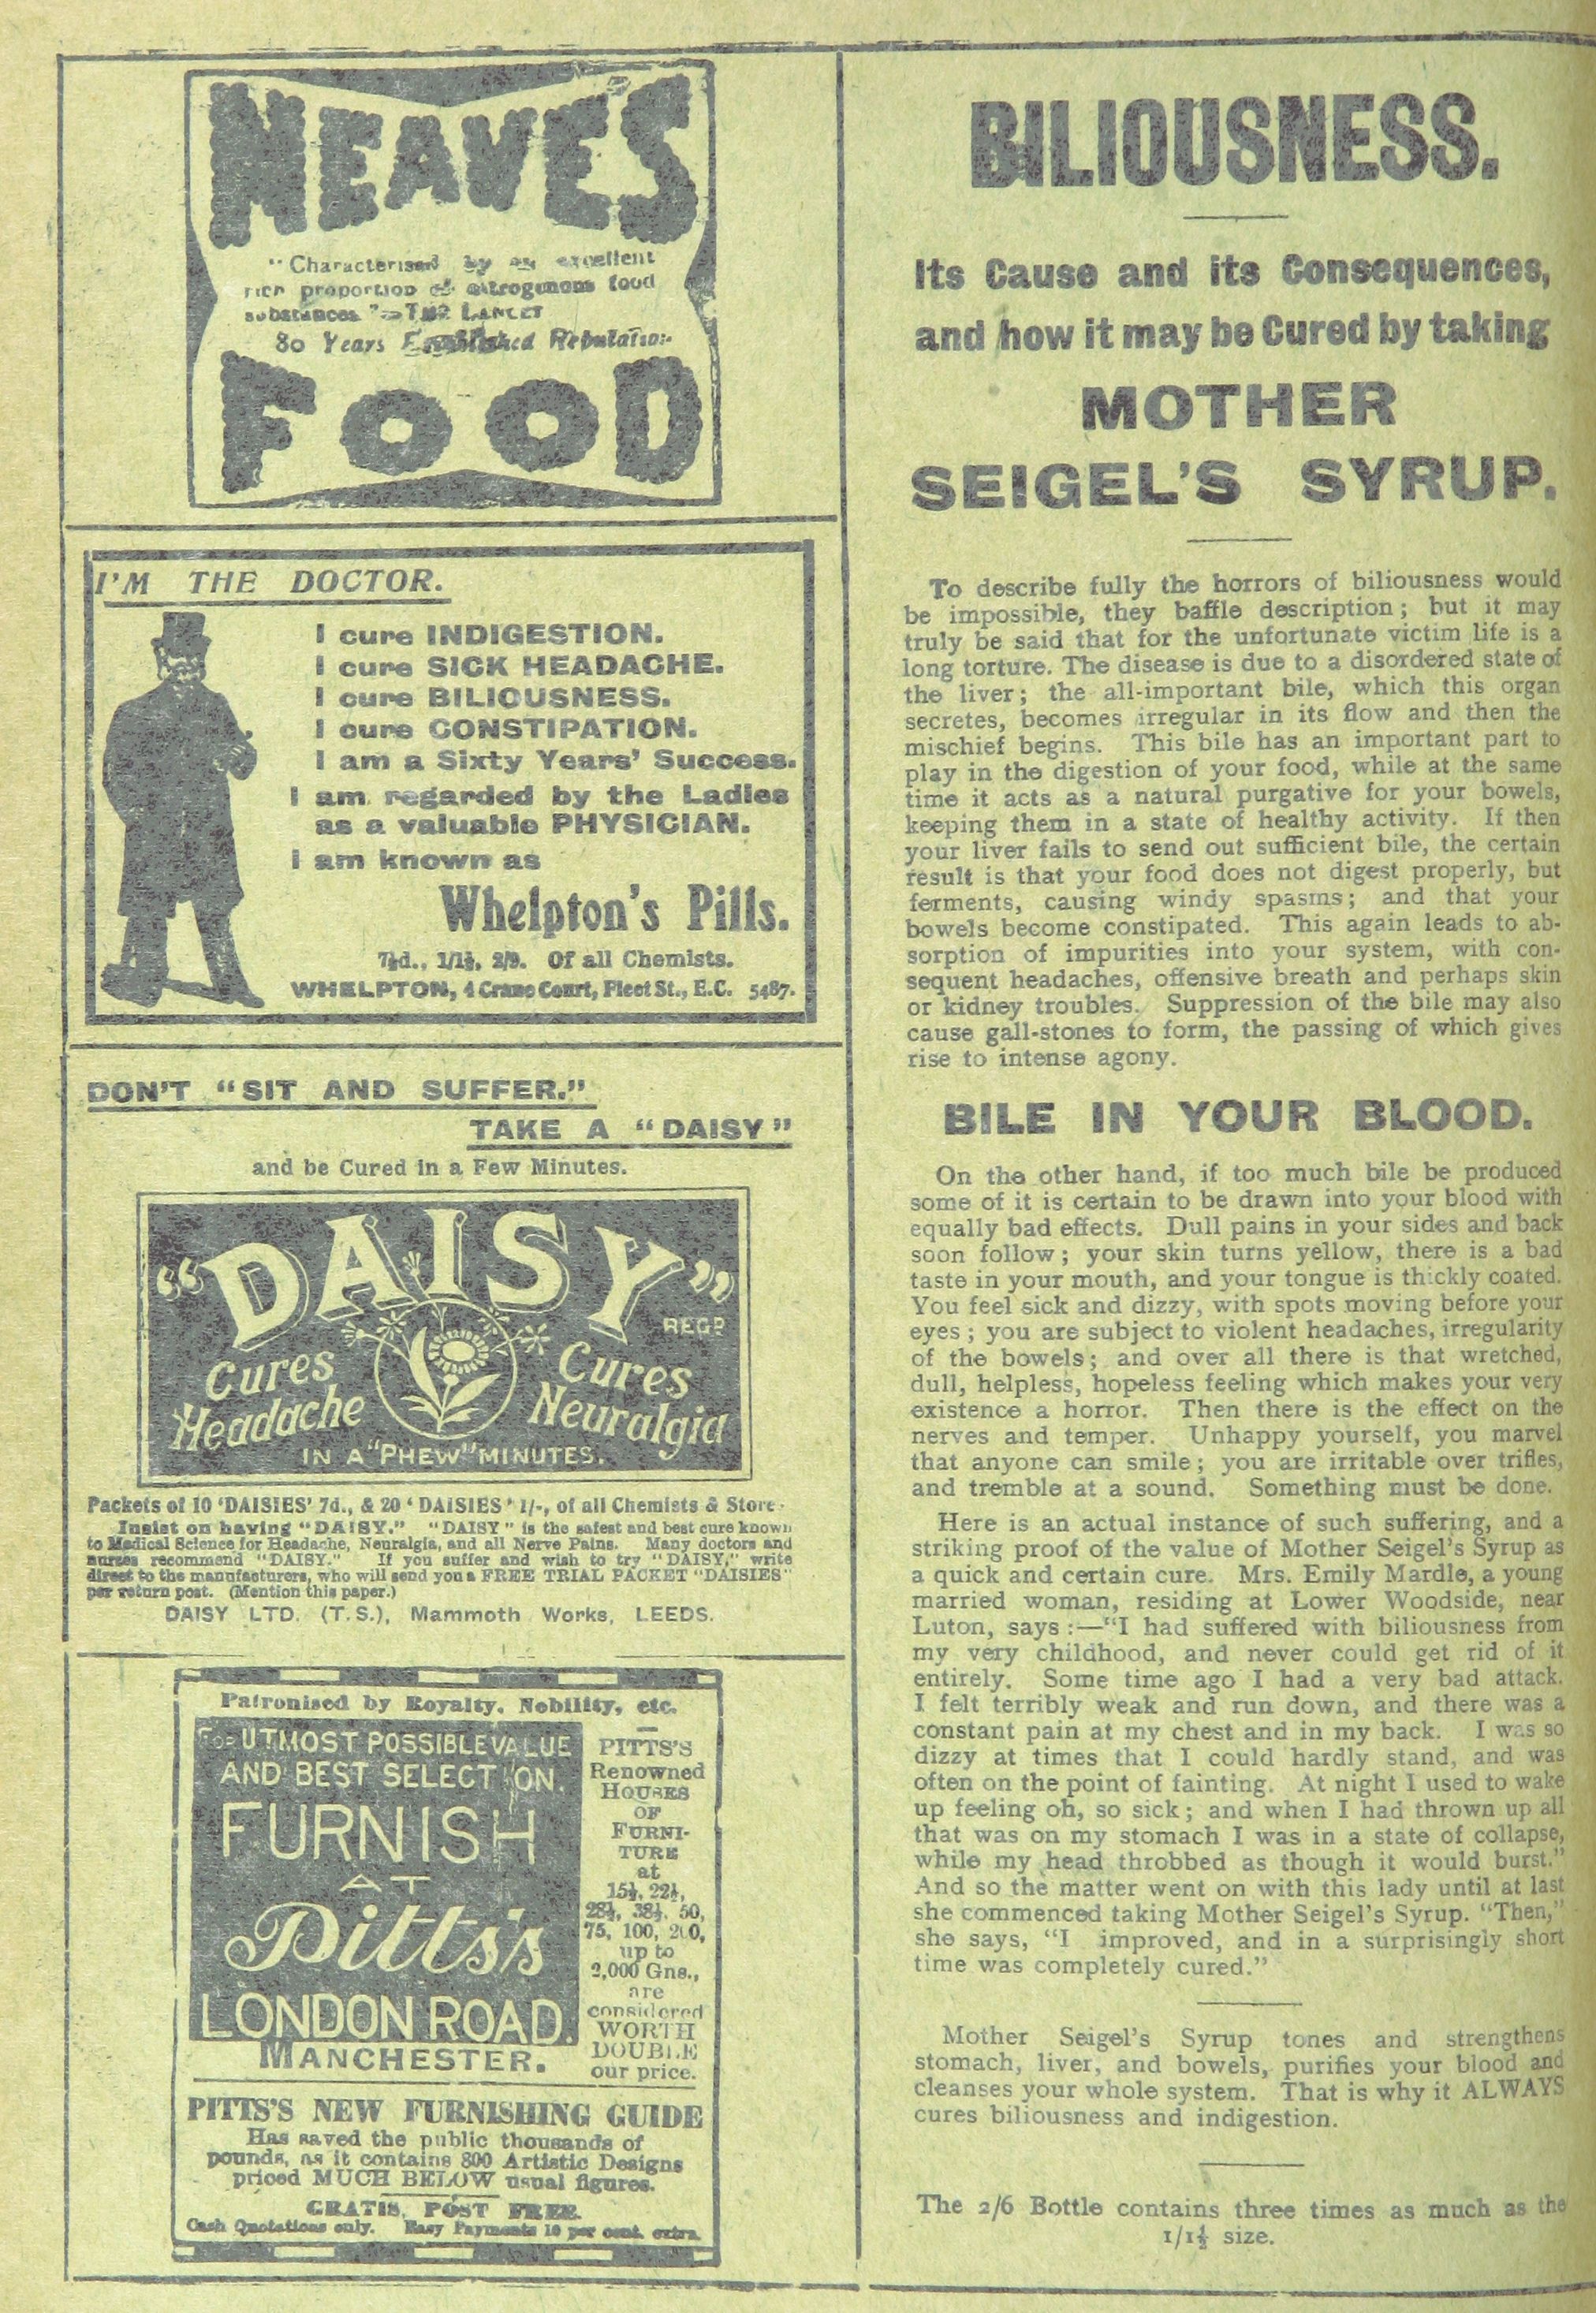 NEAVES
"Characterised by an excellent
rich proportion of nitrogenous food
substances"—THE LANCET
80 Years Established Reputation
FOOD
I'M THE DOCTOR.
I cure INDIGESTION.
I cure SICK HEADACHE.
I cure BILIOUSNESS.
I cure CONSTIPATION.
I am a Sixty Years' Success.
I am regarded by the Ladies
as a valuable PHYSICIAN.
I am known as
Whelpton's Pills.
7½d., 1/1½, 2/9. Of all Chemists.
WHELPTON, 4 Crane Court, Fleet St., E.C. 5487.
DON'T "SIT AND SUFFER."
TAKE A "DAISY"
and be Cured in a Few Minutes.
"DAISY"
REGD
Cures Headache
Cures Neuralgia
IN A "PHEW" MINUTES.
Packets of 10 'DAISIES' 7d., & 20 'DAISIES' 1/-, of all Chemists & Store
Insist on having "DAISY." "DAISY" is the safest and best cure known
to Medical Science for Headache, Neuralgia, and all Nerve Pains. Many doctors and
nurses recommend "DAISY." If you suffer and wish to try "DAISY," write
direct to the manufacturers, who will send you a FREE TRIAL PACKET "DAISIES"
per return post. (Mention this paper.)
DAISY LTD. (T.S.), Mammoth Works, LEEDS.
Patronised by Royalty, Nobility, etc.
FOR UTMOST POSSIBLE VALUE
AND BEST SELECTION.
FURNISH
AT
Pitts's
LONDON ROAD.
MANCHESTER.
PITTS'S
Renowned
HOUSES
OF
FURNI-
TURE
at
15½, 22½,
28½, 38½, 50,
75, 100, 200,
up to
2,000 Gns.,
are
considered
WORTH
DOUBLE
our price.
PITTS'S NEW FURNISHING GUIDE
Has saved the public thousands of
pounds, as it contains 800 Artistic Designs
priced MUCH BELOW usual figures.
GRATIS, POST FREE.
Cash Quotations only. Easy Payments 10 per cent. extra.
BILIOUSNESS.
Its Cause and its Consequences,
and how it may be Cured by taking
MOTHER
SEIGEL'S SYRUP.
To describe fully the horrors of biliousness would
be impossible, they baffle description; but it may
truly be said that for the unfortunate victim life is a
long torture. The disease is due to a disordered state of
the liver; the all-important bile, which this organ
secretes, becomes irregular in its flow and then the
mischief begins. This bile has an important part to
play in the digestion of your food, while at the same
time it acts as a natural purgative for your bowels,
keeping them in a state of healthy activity. If then
your liver fails to send out sufficient bile, the certain
result is that your food does not digest properly, but
ferments, causing windy spasms; and that your
bowels become constipated. This again leads to ab-
sorption of impurities into your system, with con-
sequent headaches, offensive breath and perhaps skin
or kidney troubles. Suppression of the bile may also
cause gall-stones to form, the passing of which gives
rise to intense agony.
BILE IN YOUR BLOOD.
On the other hand, if too much bile be produced
some of it is certain to be drawn into your blood with
equally bad effects. Dull pains in your sides and back
soon follow; your skin turns yellow, there is a bad
taste in your mouth, and your tongue is thickly coated.
You feel sick and dizzy, with spots moving before your
eyes; you are subject to violent headaches, irregularity
of the bowels; and over all there is that wretched,
dull, helpless, hopeless feeling which makes your very
existence a horror. Then there is the effect on the
nerves and temper. Unhappy yourself, you marvel
that anyone can smile; you are irritable over trifles,
and tremble at a sound. Something must be done.
Here is an actual instance of such suffering, and a
striking proof of the value of Mother Seigel's Syrup as
a quick and certain cure. Mrs. Emily Mardle, a young
married woman, residing at Lower Woodside, near
Luton, says:—"I had suffered with biliousness from
my very childhood, and never could get rid of it
entirely. Some time ago I had a very bad attack.
I felt terribly weak and run down, and there was a
constant pain at my chest and in my back. I was so
dizzy at times that I could hardly stand, and was
often on the point of fainting. At night I used to wake
up feeling oh, so sick; and when I had thrown up all
that was on my stomach I was in a state of collapse,
while my head throbbed as though it would burst."
And so the matter went on with this lady until at last
she commenced taking Mother Seigel's Syrup. "Then,"
she says, "I improved, and in a surprisingly short
time was completely cured."
Mother Seigel's Syrup tones and strengthens
stomach, liver, and bowels, purifies your blood and
cleanses your whole system. That is why it ALWAYS
cures biliousness and indigestion.
The 2/6 Bottle contains three times as much as the
1/1½ size.